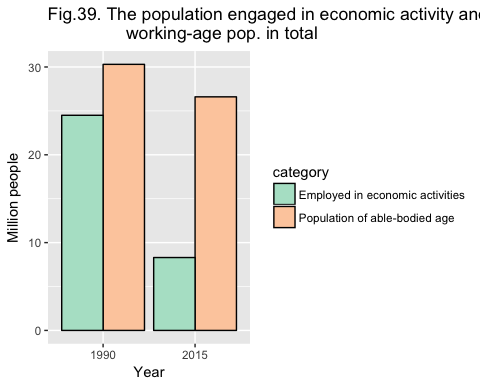 Fig.39. The population engaged in economic activity an
working-age pop. in total
Million people
30
20
10
0
1990
2015
Year
category
Employed in economic activities
Population of able-bodied age